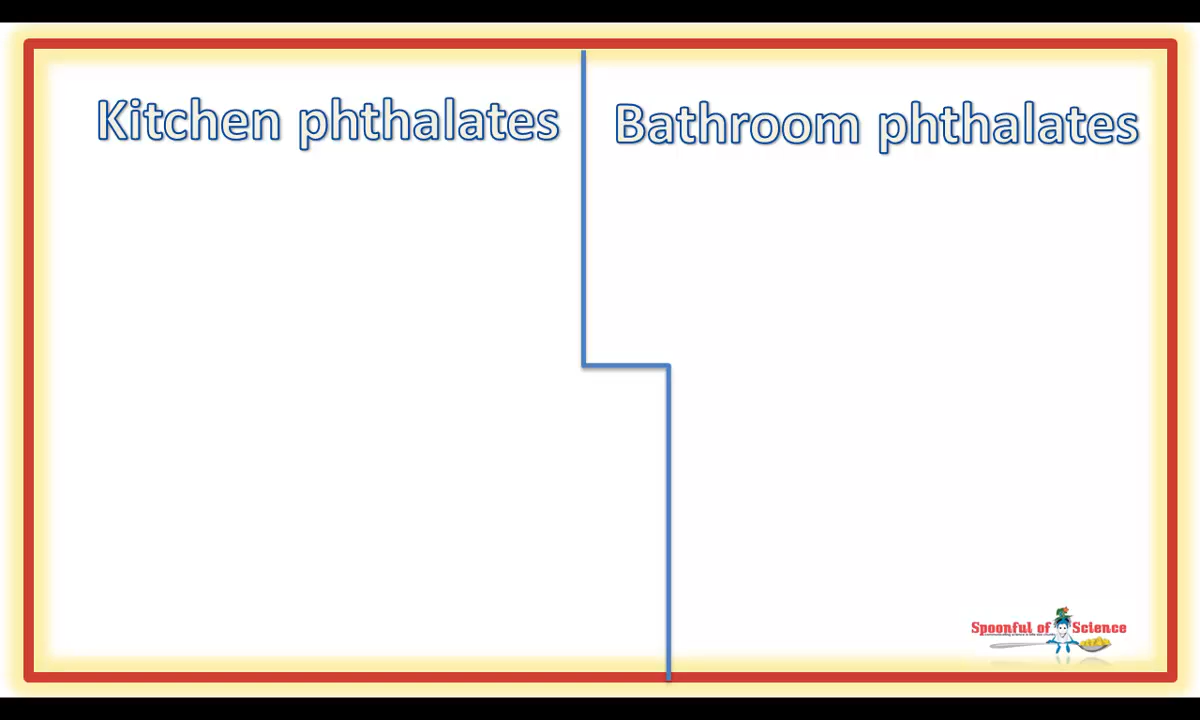 Kitchen phthalates
Bathroom phthalates
Spoonful of Science